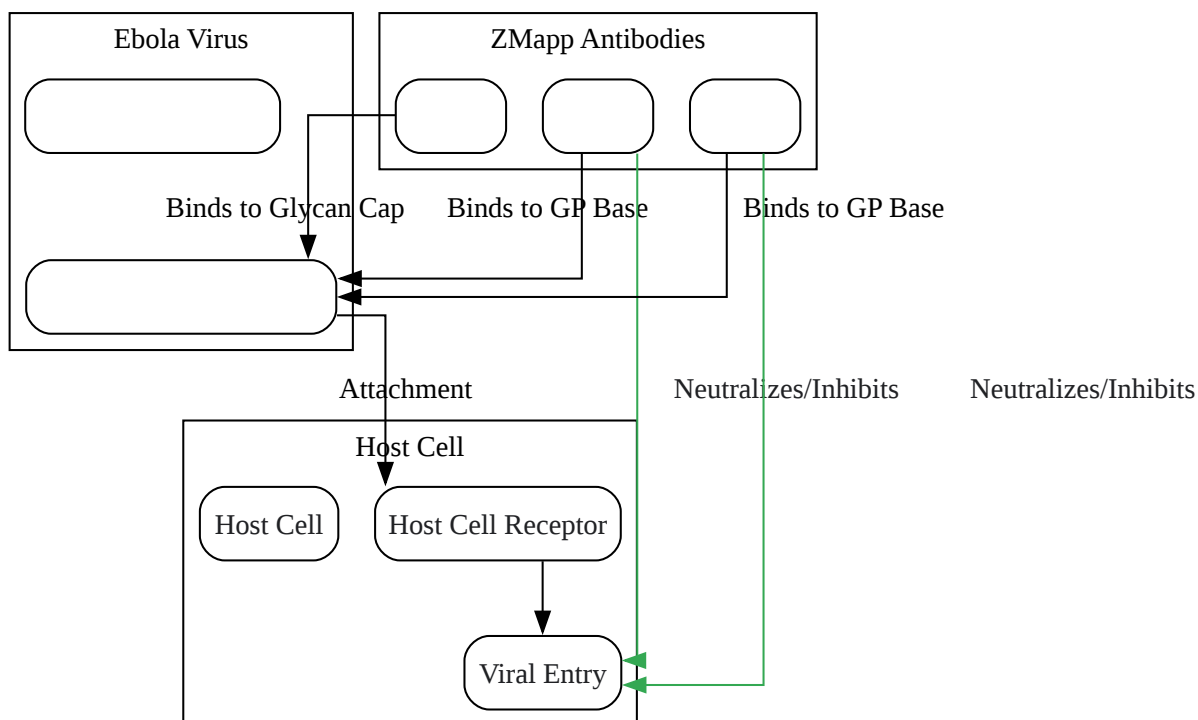 Ebola Virus
ZMapp Antibodies
Binds to Glycan Cap
Binds to GP Base
Binds to GP Base
Attachment
Neutralizes/Inhibits
Neutralizes/Inhibits
Host Cell
Host Cell
Host Cell Receptor
Viral Entry